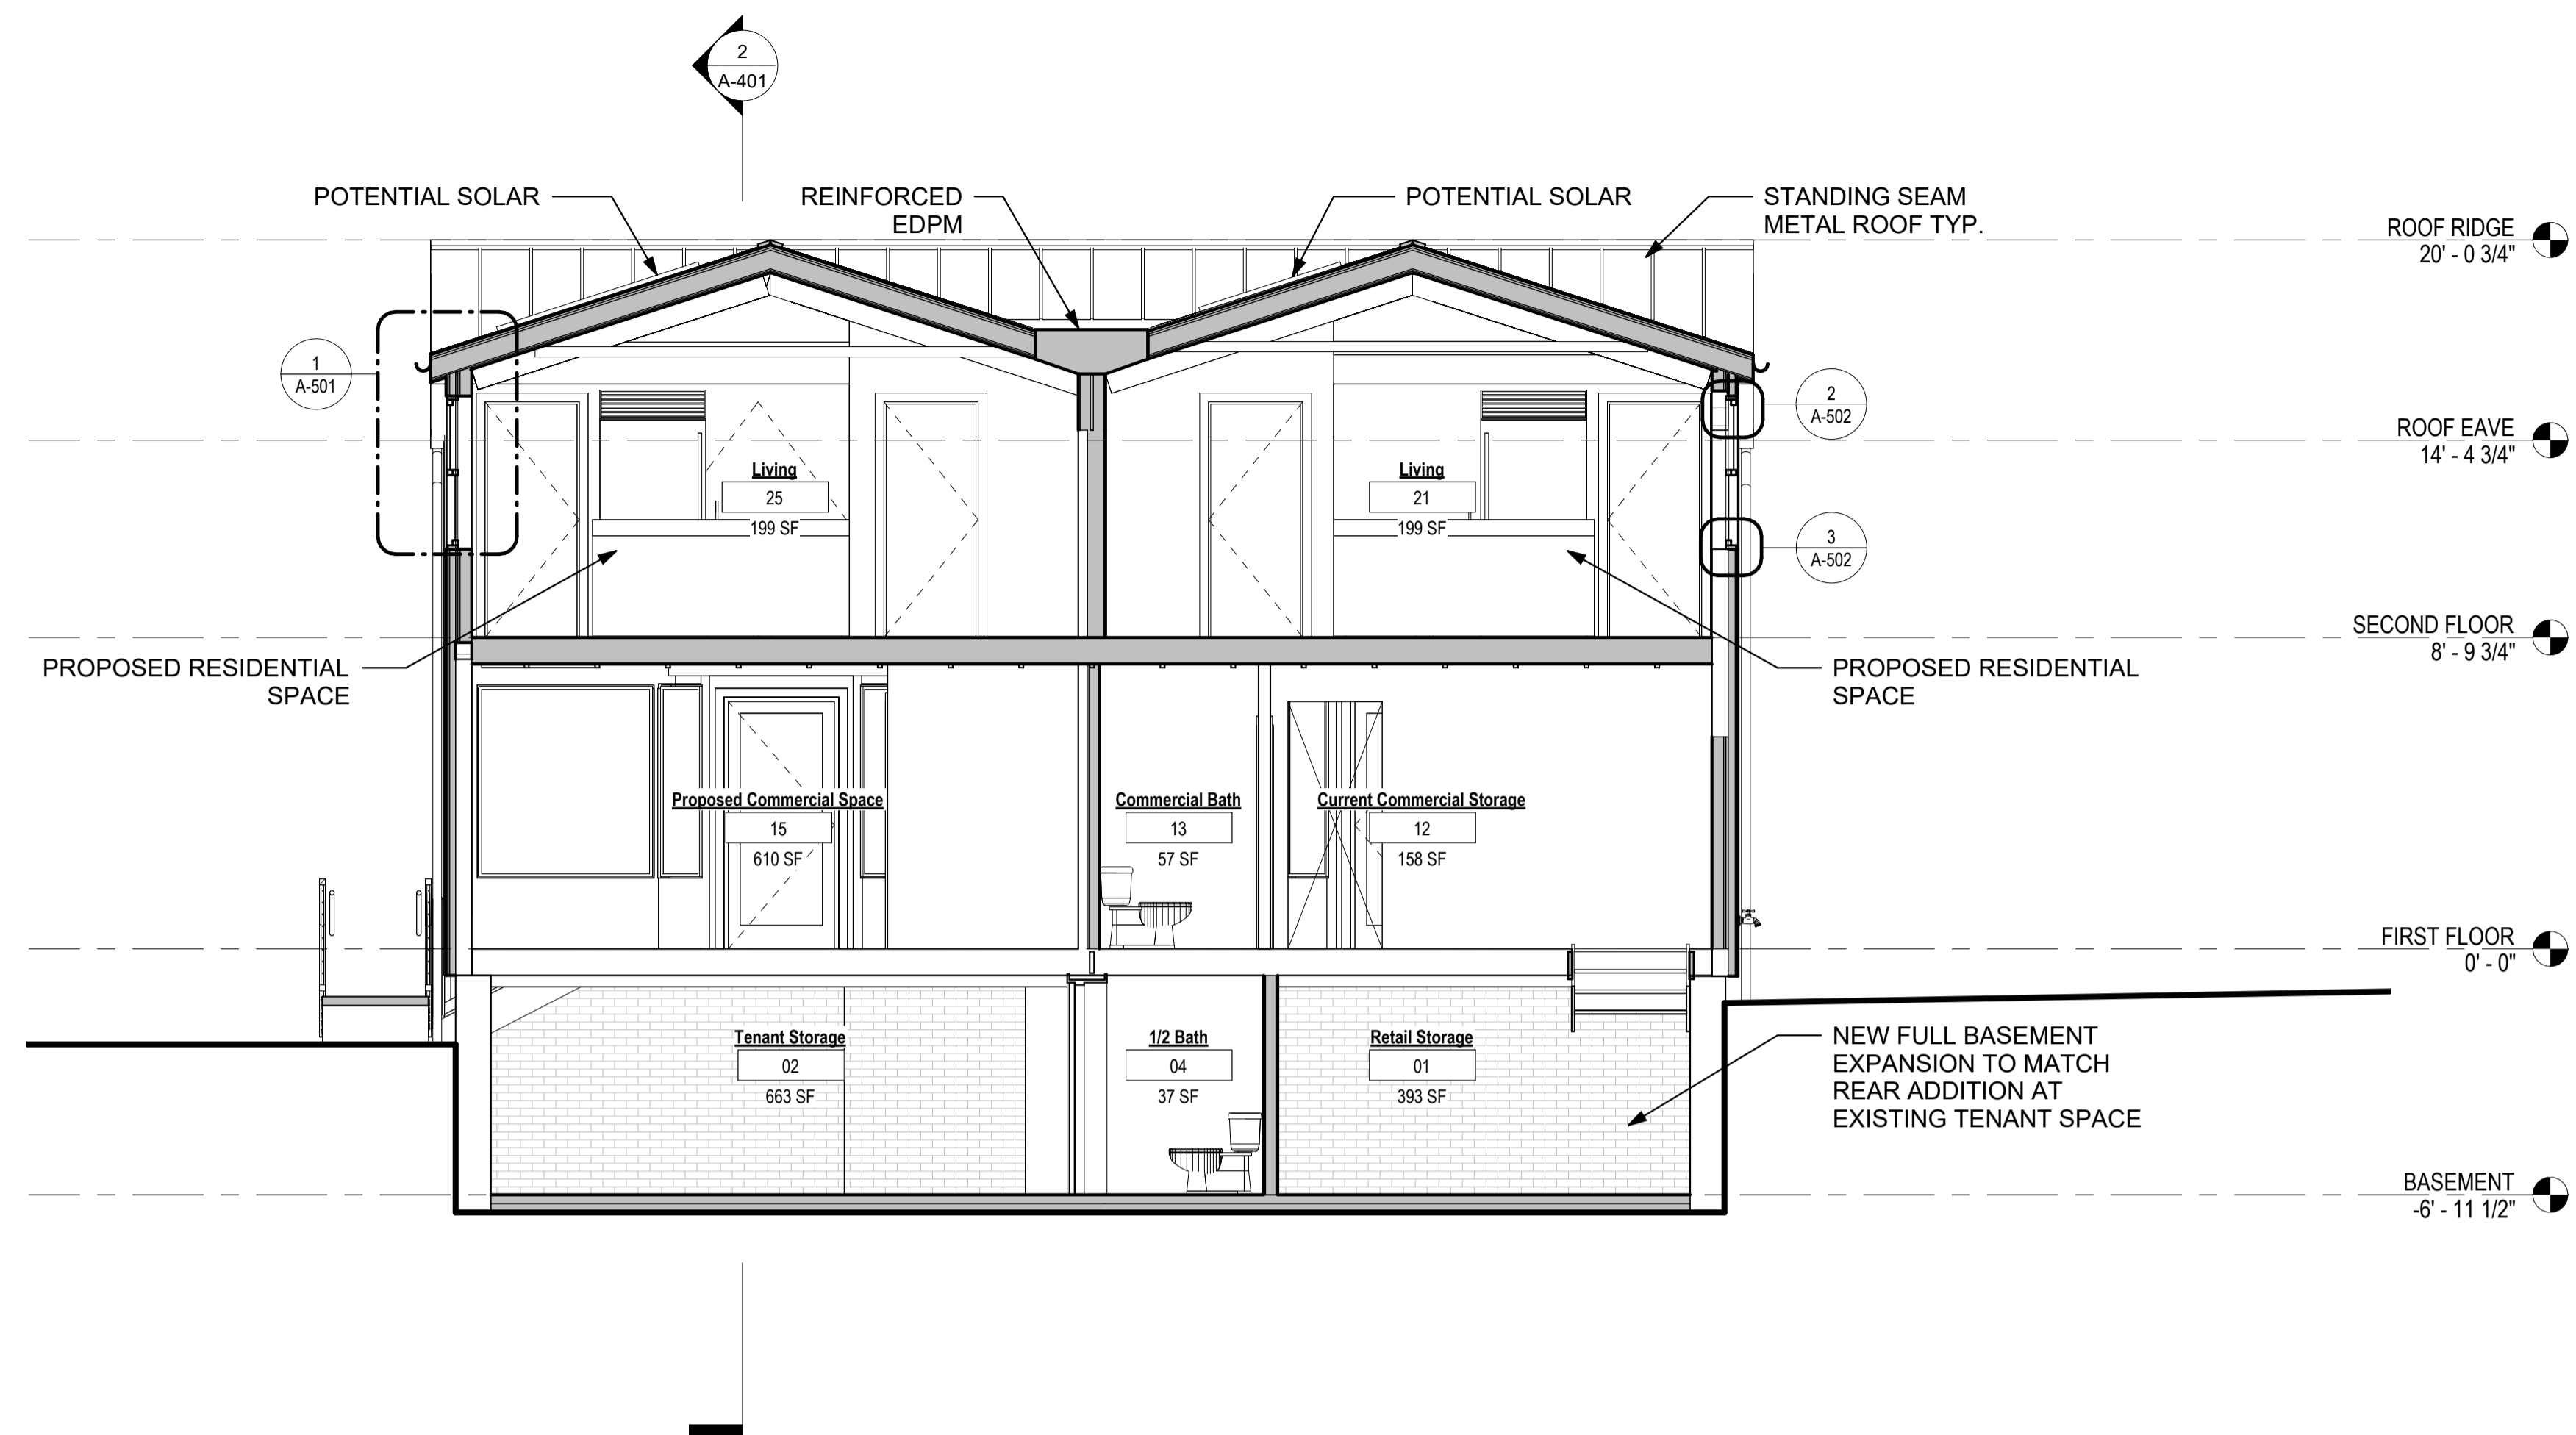 2
A-401
POTENTIAL SOLAR
REINFORCED
EDPM
POTENTIAL SOLAR
STANDING SEAM
METAL ROOF TYP.
ROOF RIDGE
20' - 0 3/4"
1
A-501
2
A-502
ROOF EAVE
14' - 4 3/4"
Living
25
199 SF
Living
21
199 SF
3
A-502
SECOND FLOOR
8' - 9 3/4"
PROPOSED RESIDENTIAL
SPACE
PROPOSED RESIDENTIAL
SPACE
Proposed Commercial Space
15
610 SF
Commercial Bath
13
57 SF
Current Commercial Storage
12
158 SF
FIRST FLOOR
0' - 0"
Tenant Storage
02
663 SF
1/2 Bath
04
37 SF
Retail Storage
01
393 SF
NEW FULL BASEMENT
EXPANSION TO MATCH
REAR ADDITION AT
EXISTING TENANT SPACE
BASEMENT
-6' - 11 1/2"